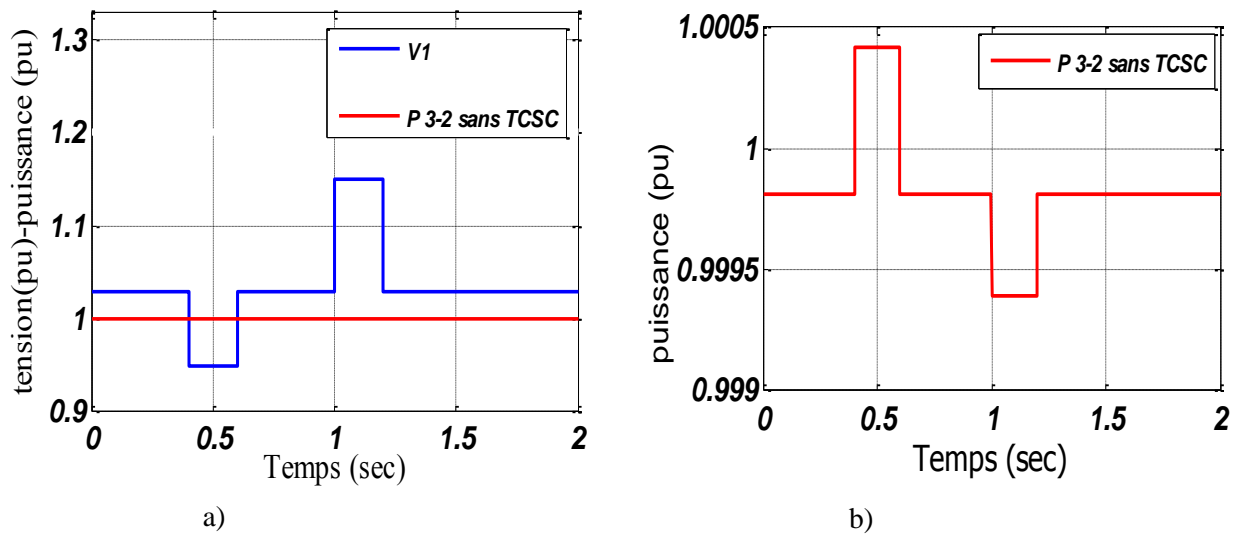 tension(pu)-puissance (pu)
1.3
1.2
1.1
1
0.9
0
0.5
1
1.5
2
V1
P 3-2 sans TCSC
Temps (sec)
a)
puissance (pu)
1.0005
1
0.9995
0.999
0
0.5
1
1.5
2
P 3-2 sans TCSC
Temps (sec)
b)